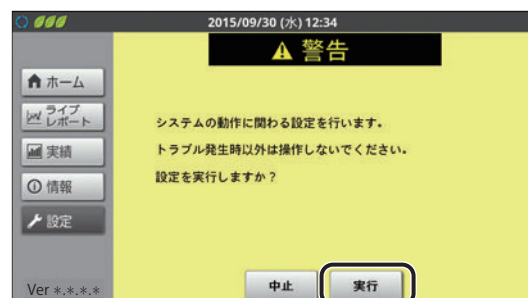 2015/09/30 (水) 12:34
警告
ホーム
ライブ
レポート
実績
情報
設定
システムの動作に関わる設定を行います。
トラブル発生時以外は操作しないでください。
設定を実行しますか？
中止
実行
Ver *.*.*.*